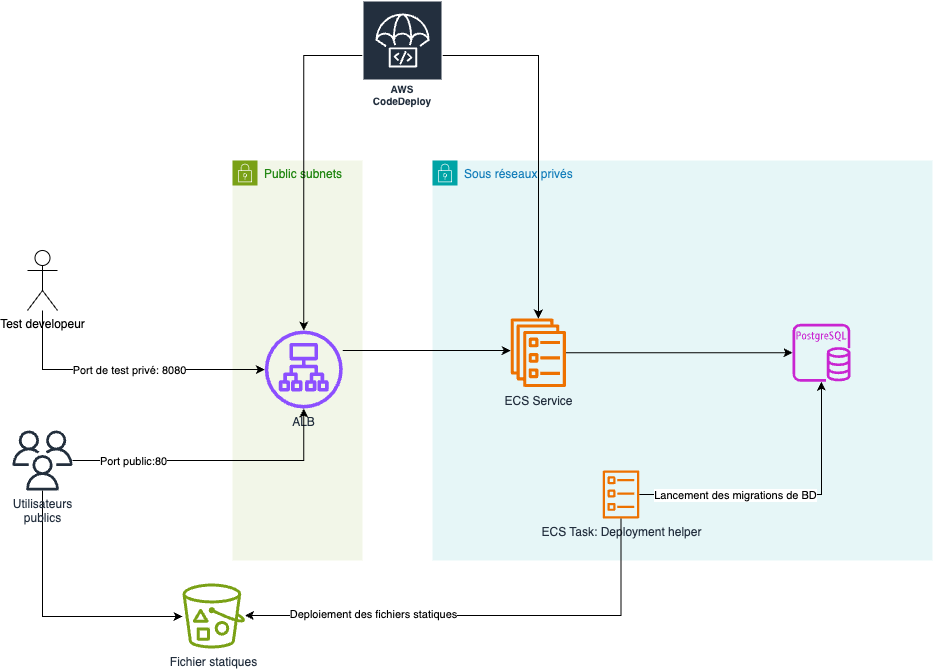 AWS
CodeDeploy
Public subnets
Sous réseaux privés
Test developeur
Port de test privé: 8080
PostgreSQL
ECS Service
ALB
Port public:80
Utilisateurs
publics
Lancement des migrations de BD
ECS Task: Deployment helper
Deploiement des fichiers statiques
Fichier statiques